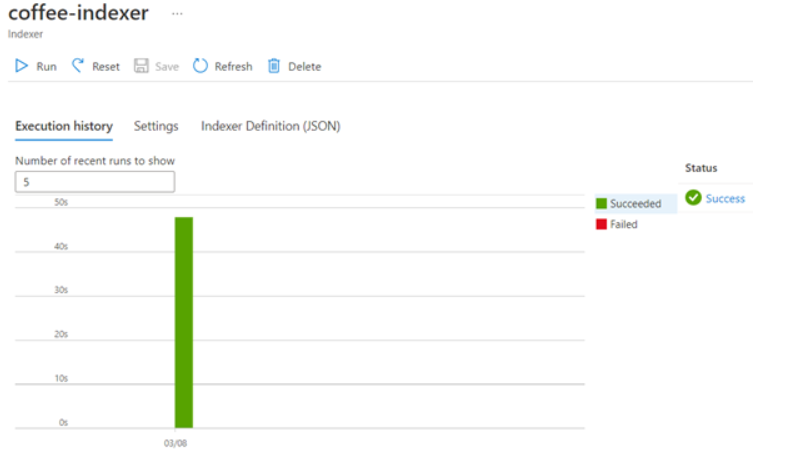 coffee-indexer ...
Indexer
Run Reset Save Refresh Delete
Execution history Settings Indexer Definition (JSON)
Number of recent runs to show
5
Status
Success
50s
40s
30s
20s
10s
0s
03/08
Succeeded
Failed